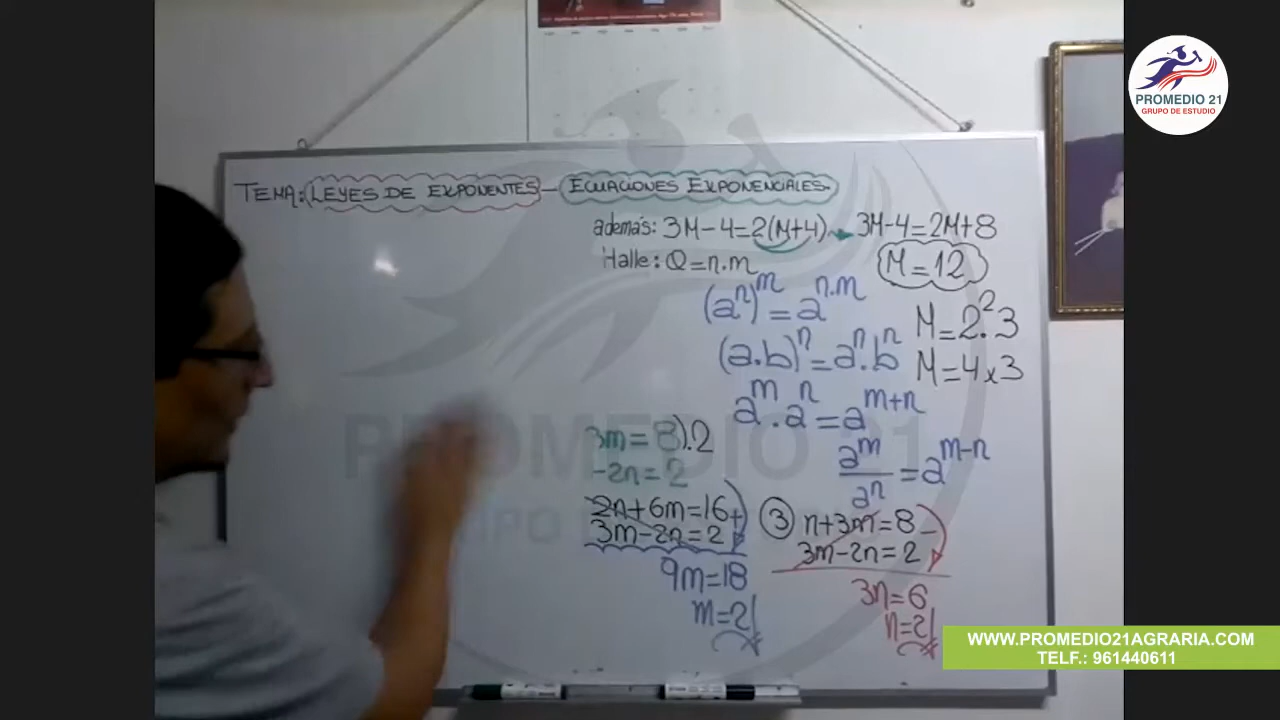 PROMEDIO 21
GRUPO DE ESTUDIO
TEMA: LEYES DE EXPONENTES - ECUACIONES EXPONENCIALES
además: 3M-4=2(M+4) → 3M-4=2M+8
Halle: Q=n.m
M=12
(aⁿ)ᵐ=aⁿ·ᵐ
M=2².3
(a.b)ⁿ=aⁿ.bⁿ
M=4x3
aᵐ.aⁿ=aᵐ⁺ⁿ
aᵐ/aⁿ=aᵐ⁻ⁿ
3m=8).2
-2n=2
2n+6m=16 +
3m-2n=2
9m=18
m=2
③ n+3m=8 -
3m-2n=2
3n=6
n=2
PROMEDIO 21
WWW.PROMEDIO21AGRARIA.COM
TELF.: 961440611